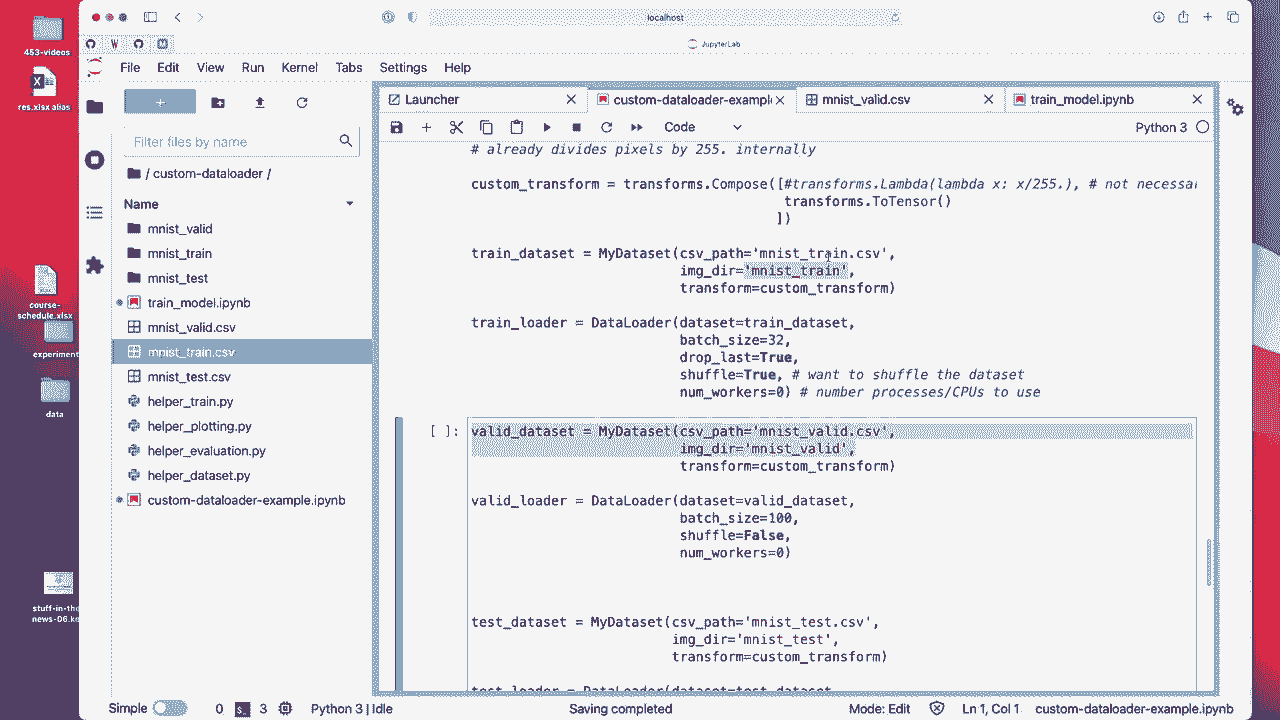 localhost
JupyterLab
File Edit View Run Kernel Tabs Settings Help
453-videos
res.xlsx alias
course-
schedule.xlsx
experiment
data
stuff-in-the
news-06.ke
Filter files by name
/ custom-dataloader /
Name
mnist_valid
mnist_train
mnist_test
train_model.ipynb
mnist_valid.csv
mnist_train.csv
mnist_test.csv
helper_train.py
helper_plotting.py
helper_evaluation.py
helper_dataset.py
custom-dataloader-example.ipynb
Launcher
custom-dataloader-example
mnist_valid.csv
train_model.ipynb
Code
Python 3
# already divides pixels by 255. internally
custom_transform = transforms.Compose([#transforms.Lambda(lambda x: x/255.), # not necessar
transforms.ToTensor()
])
train_dataset = MyDataset(csv_path='mnist_train.csv',
img_dir='mnist_train',
transform=custom_transform)
train_loader = DataLoader(dataset=train_dataset,
batch_size=32,
drop_last=True,
shuffle=True, # want to shuffle the dataset
num_workers=0) # number processes/CPUs to use
[ ]: valid_dataset = MyDataset(csv_path='mnist_valid.csv',
img_dir='mnist_valid',
transform=custom_transform)
valid_loader = DataLoader(dataset=valid_dataset,
batch_size=100,
shuffle=False,
num_workers=0)
test_dataset = MyDataset(csv_path='mnist_test.csv',
img_dir='mnist_test',
transform=custom_transform)
test_loader = DataLoader(dataset=test_dataset
Simple 0 3 Python 3 | Idle Saving completed Mode: Edit Ln 1, Col 1 custom-dataloader-example.ipynb